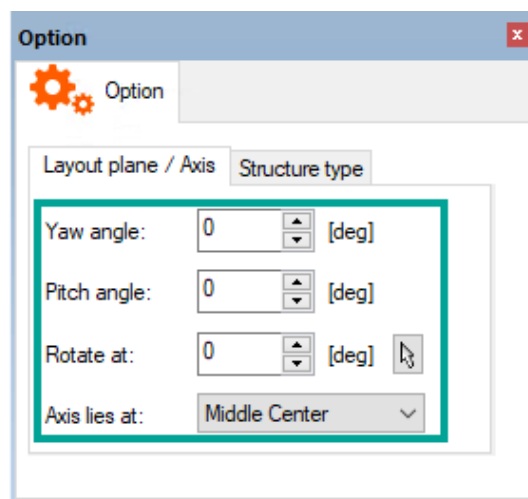 Option
x
Option
Layout plane / Axis Structure type
Yaw angle: 0 [deg]
Pitch angle: 0 [deg]
Rotate at: 0 [deg]
Axis lies at: Middle Center